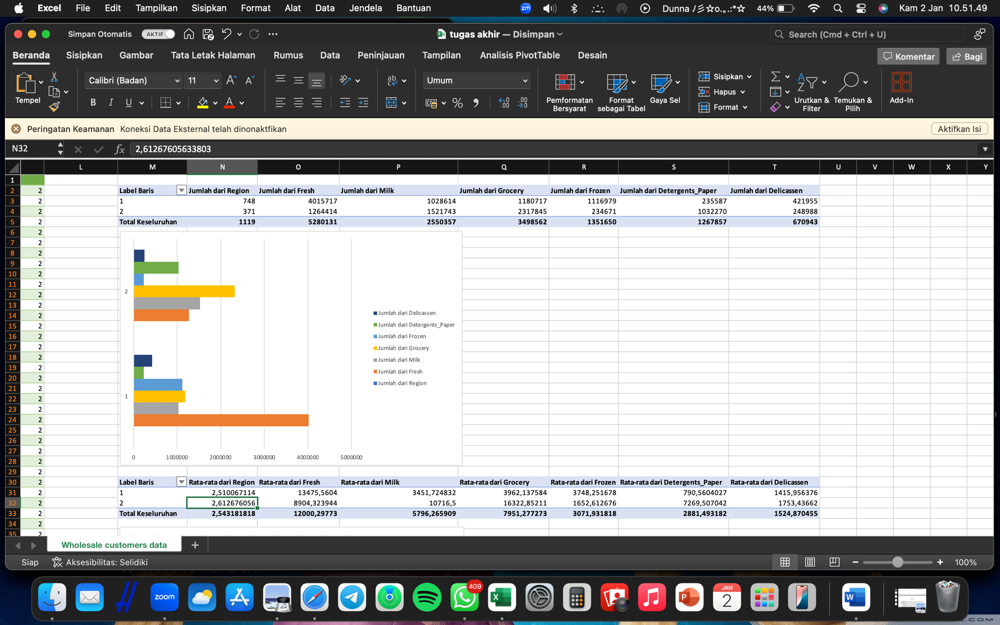 Excel File Edit Tampilkan Sisipkan Format Alat Data Jendela Bantuan
zm
44%
Kam 2 Jan 10.51.49
Simpan Otomatis AKTIF
tugas akhir — Disimpan
Search (Cmd + Ctrl + U)
Beranda Sisipkan Gambar Tata Letak Halaman Rumus Data Peninjauan Tampilan Analisis PivotTable Desain
Komentar Bagi
Tempel
Calibri (Badan) 11
Umum
Pemformatan Bersyarat
Format sebagai Tabel
Gaya Sel
Sisipkan
Hapus
Format
Urutkan & Filter
Temukan & Pilih
Add-In
Peringatan Keamanan Koneksi Data Eksternal telah dinonaktfikan
Aktifkan Isi
N32 fx 2,61267605633803
L M N O P Q R S T U V W X Y
1
2 2 Label Baris Jumlah dari Region Jumlah dari Fresh Jumlah dari Milk Jumlah dari Grocery Jumlah dari Frozen Jumlah dari Detergents_Paper Jumlah dari Delicassen
3 2 1 748 4015717 1028614 1180717 1116979 235587 421955
4 2 2 371 1264414 1521743 2317845 234671 1032270 248988
5 2 Total Keseluruhan 1119 5280131 2550357 3498562 1351650 1267857 670943
6 2
7 2
8 2
9 2
10 2
11 2
12 2
13 2
14 2
15 2
16 2
17 2
18 2
19 2
20 2
21 2
22 2
23 2
24 2
25 2
26 2
27 2
28 2
29 2
2
1
Jumlah dari Delicassen
Jumlah dari Detergents_Paper
Jumlah dari Frozen
Jumlah dari Grocery
Jumlah dari Milk
Jumlah dari Fresh
Jumlah dari Region
0 1000000 2000000 3000000 4000000 5000000
30 2 Label Baris Rata-rata dari Region Rata-rata dari Fresh Rata-rata dari Milk Rata-rata dari Grocery Rata-rata dari Frozen Rata-rata dari Detergents_Paper Rata-rata dari Delicassen
31 2 1 2,510067114 13475,5604 3451,724832 3962,137584 3748,251678 790,5604027 1415,956376
32 2 2 2,612676056 8904,323944 10716,5 16322,85211 1652,612676 7269,507042 1753,43662
33 2 Total Keseluruhan 2,543181818 12000,29773 5796,265909 7951,277273 3071,931818 2881,493182 1524,870455
34 2
35 2
Wholesale customers data
Siap Aksesibilitas: Selidiki
100%
zoom
409
JAN
2